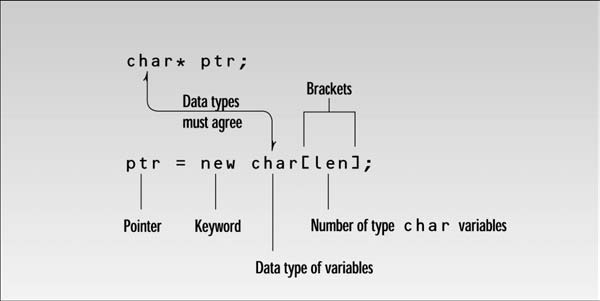 char* ptr;
Brackets
Data types
must agree
ptr = new char[len];
Pointer
Keyword
Number of type char variables
Data type of variables